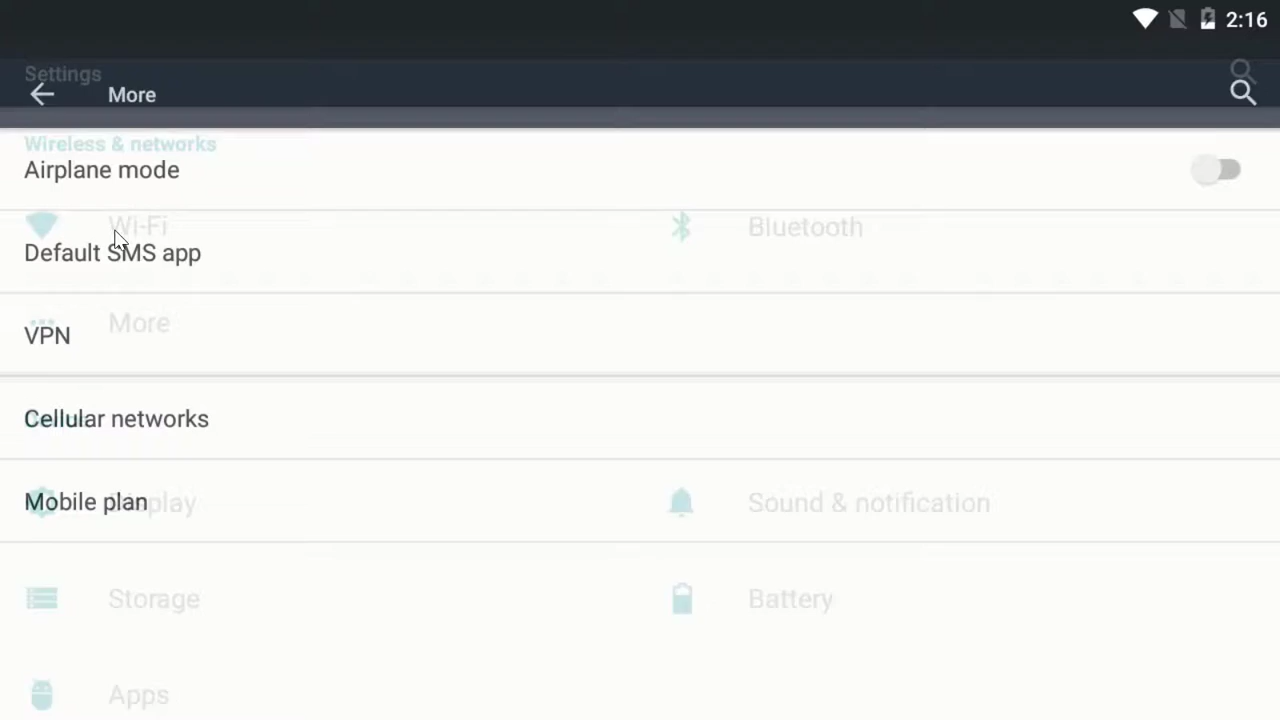 2:16
Settings
More
Wireless & networks
Airplane mode
Wi-Fi
Bluetooth
Default SMS app
More
VPN
Cellular networks
Mobile plan
Display
Sound & notification
Storage
Battery
Apps